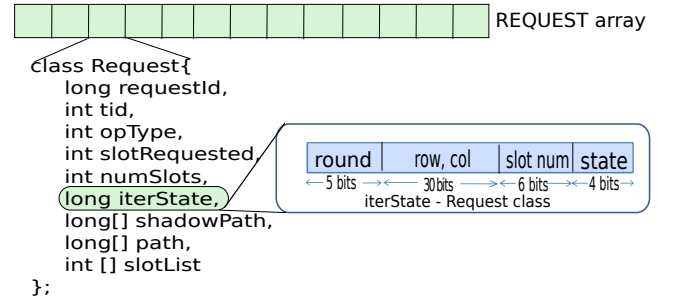 REQUEST array
class Request{
long requestId,
int tid,
int opType,
int slotRequested,
int numSlots,
long iterState,
long[] shadowPath,
long[] path,
int [] slotList
};
round row, col slot num state
5 bits 30bits 6 bits 4 bits
iterState - Request class